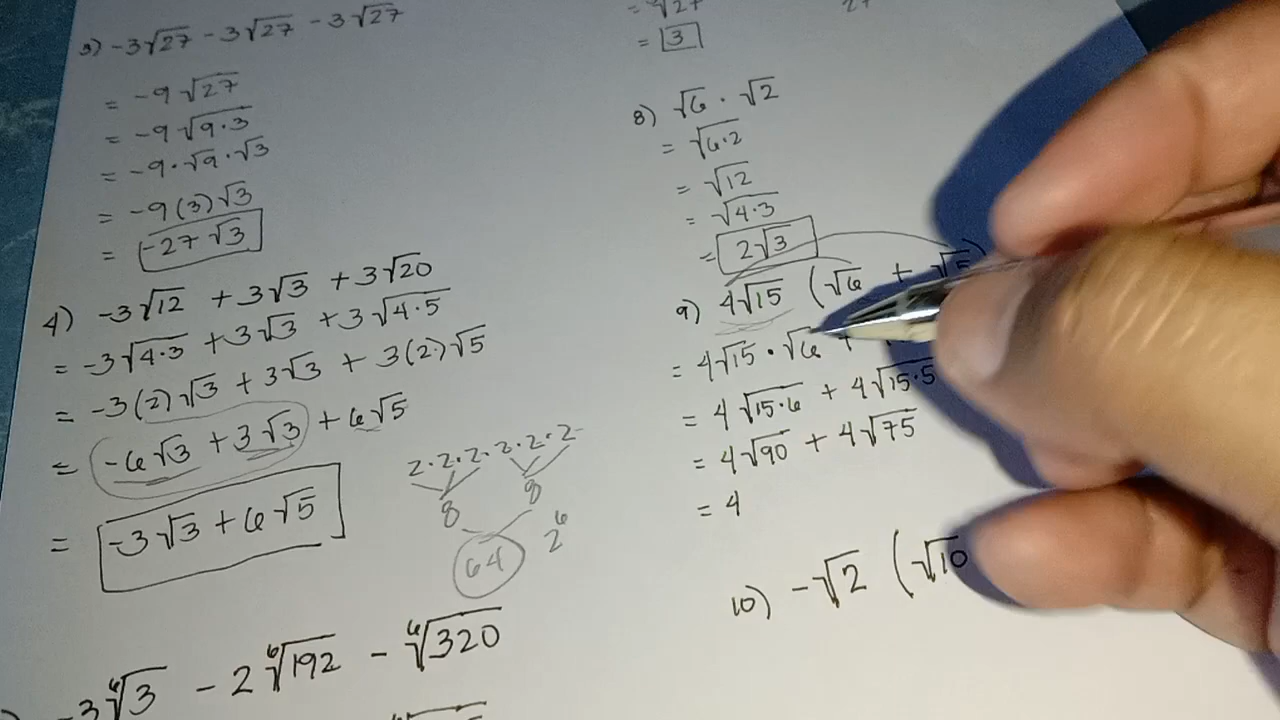 3) -3√27 - 3√27 - 3√27
= -9√27
= -9√9·3
= -9·√9·√3
= -9(3)√3
= -27√3
4) -3√12 + 3√3 + 3√20
= -3√4·3 + 3√3 + 3√4·5
= -3(2)√3 + 3√3 + 3(2)√5
= -6√3 + 3√3 + 6√5
= -3√3 + 6√5
2·2·2·2·2·2
8 8
64 2⁶
-3⁶√3 - 2⁶√192 - ⁶√320
= √27
= 3
8) √6 · √2
= √6·2
= √12
= √4·3
= 2√3
9) 4√15 (√6 + √5)
= 4√15 · √6 +
= 4√15·6 + 4√15·5
= 4√90 + 4√75
= 4
10) -√2 (√10